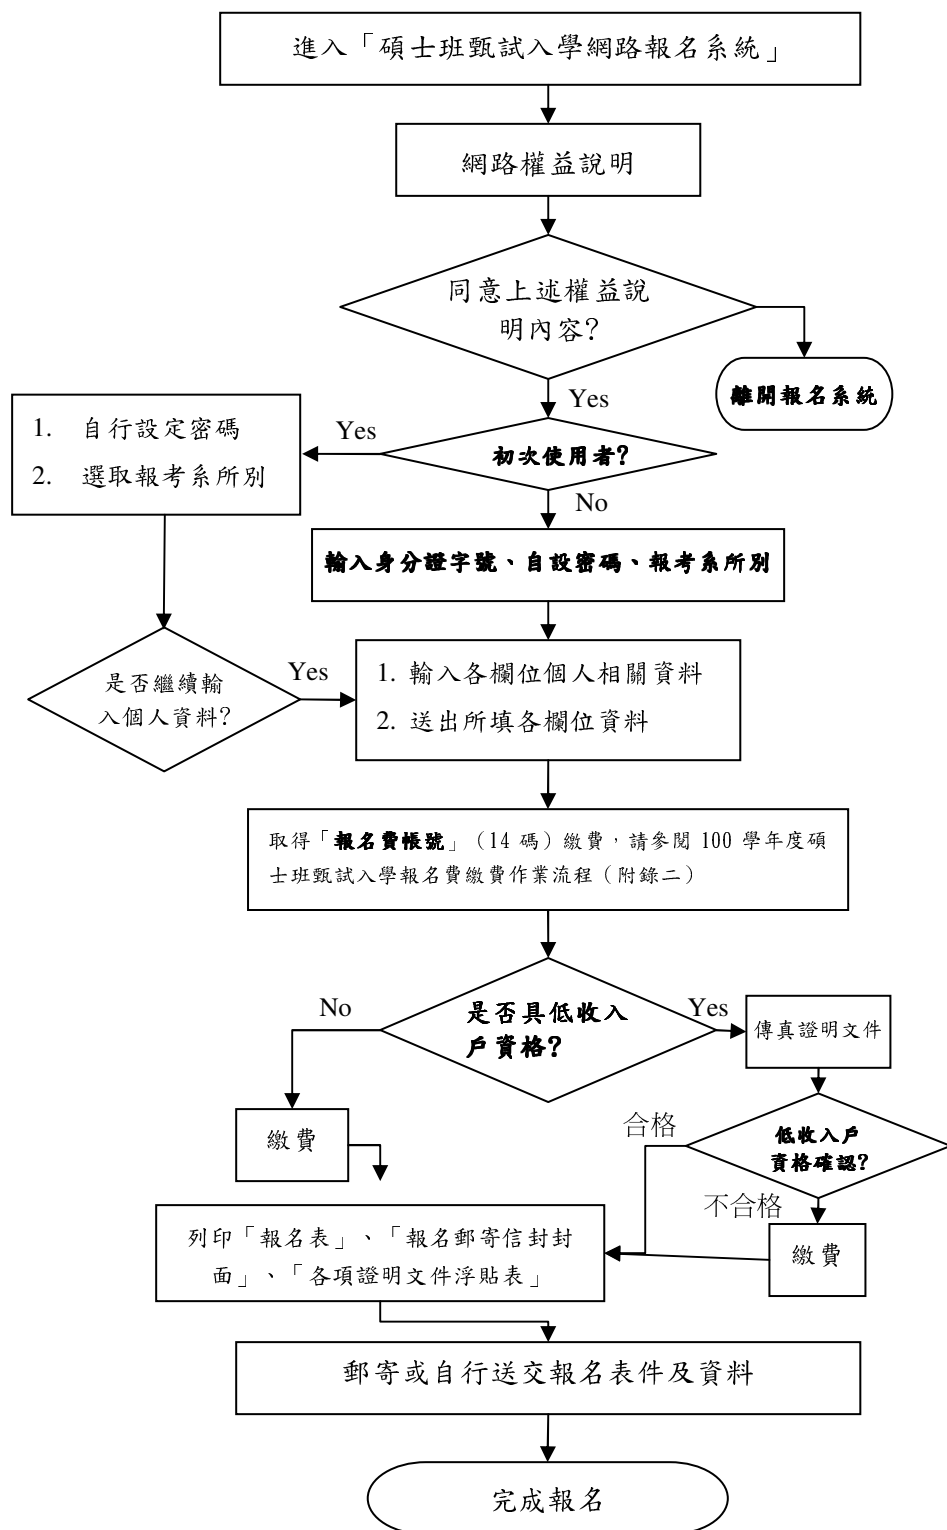 進入「碩士班甄試入學網路報名系統」
網路權益說明
同意上述權益說
明內容?
離開報名系統
Yes
初次使用者?
Yes
1. 自行設定密碼
2. 選取報考系所別
No
輸入身分證字號、自設密碼、報考系所別
是否繼續輸
入個人資料?
Yes
1. 輸入各欄位個人相關資料
2. 送出所填各欄位資料
取得「報名費帳號」(14 碼)繳費,請參閱 100 學年度碩
士班甄試入學報名費繳費作業流程(附錄二)
No
是否具低收入
戶資格?
Yes
傳真證明文件
繳費
合格
低收入戶
資格確認?
不合格
繳費
列印「報名表」、「報名郵寄信封封
面」、「各項證明文件浮貼表」
郵寄或自行送交報名表件及資料
完成報名